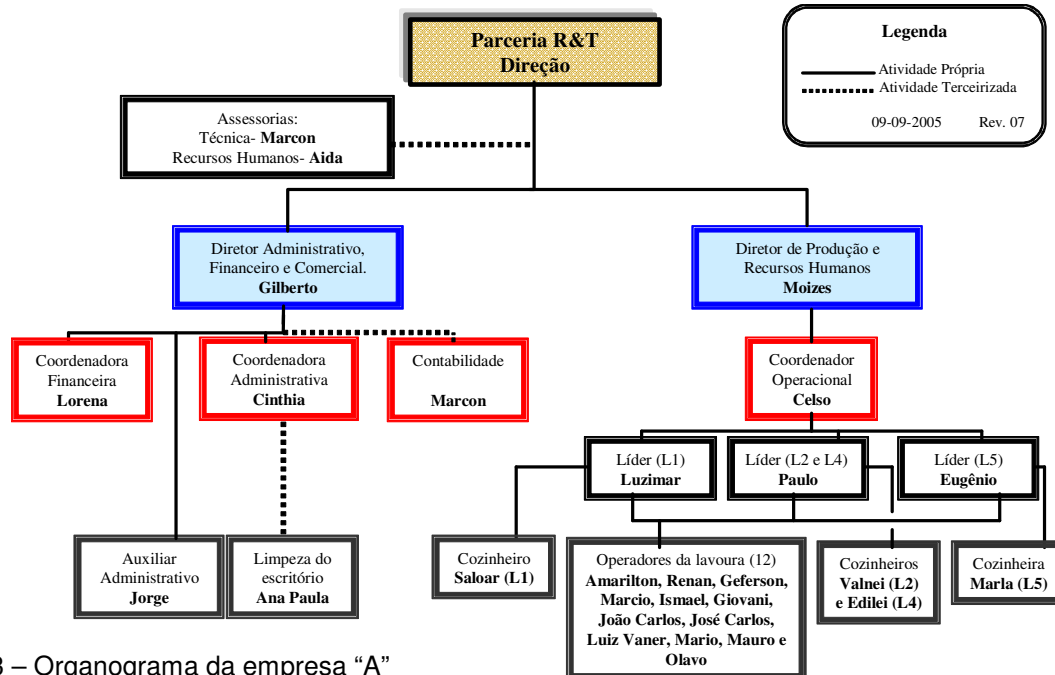 Parceria R&T
Direção
Legenda
Atividade Própria
Atividade Terceirizada
09-09-2005 Rev. 07
Assessorias:
Técnica- Marcon
Recursos Humanos- Aida
Diretor Administrativo,
Financeiro e Comercial.
Gilberto
Diretor de Produção e
Recursos Humanos
Moizes
Coordenadora
Financeira
Lorena
Coordenadora
Administrativa
Cinthia
Contabilidade
Marcon
Coordenador
Operacional
Celso
Líder (L1)
Luzimar
Líder (L2 e L4)
Paulo
Líder (L5)
Eugênio
Auxiliar
Administrativo
Jorge
Limpeza do
escritório
Ana Paula
Cozinheiro
Saloar (L1)
Operadores da lavoura (12)
Amarilton, Renan, Geferson,
Marcio, Ismael, Giovani,
João Carlos, José Carlos,
Luiz Vaner, Mario, Mauro e
Olavo
Cozinheiros
Valnei (L2)
e Edilei (L4)
Cozinheira
Marla (L5)
– Organograma da empresa “A”